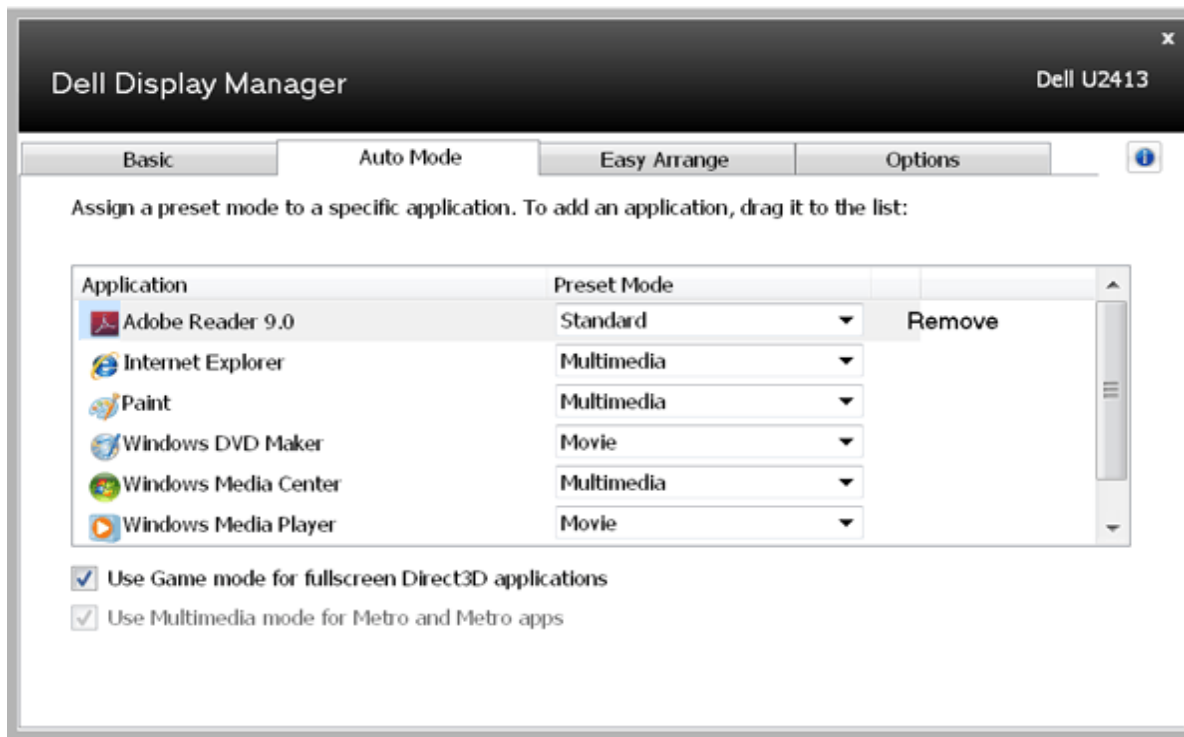 x
Dell Display Manager
Dell U2413
Basic Auto Mode Easy Arrange Options
Assign a preset mode to a specific application. To add an application, drag it to the list:
Application Preset Mode
Adobe Reader 9.0 Standard Remove
Internet Explorer Multimedia
Paint Multimedia
Windows DVD Maker Movie
Windows Media Center Multimedia
Windows Media Player Movie
Use Game mode for fullscreen Direct3D applications
Use Multimedia mode for Metro and Metro apps